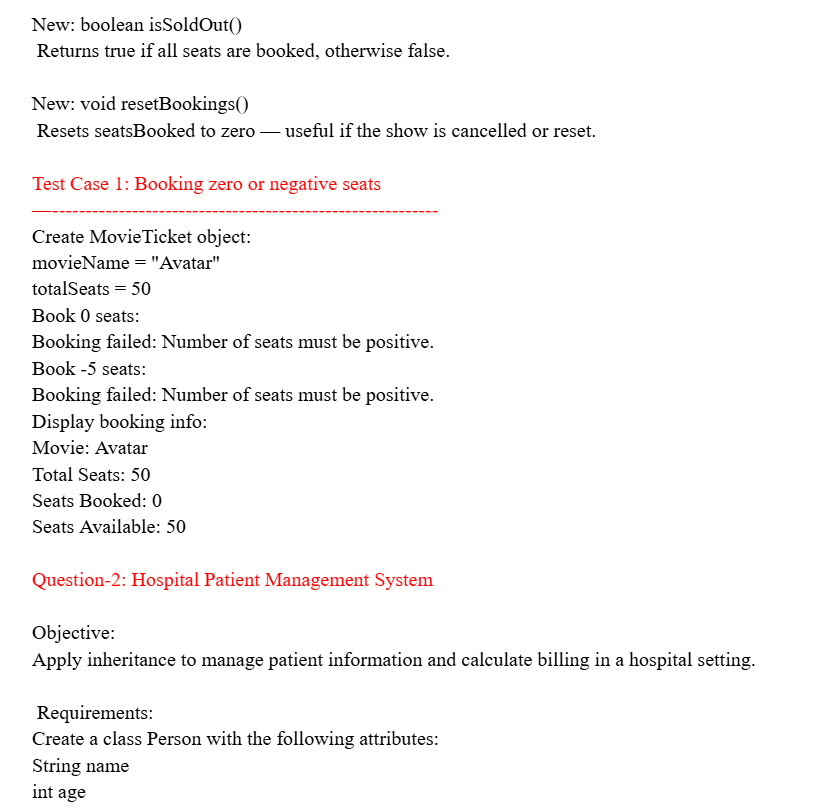 New: boolean isSoldOut()
Returns true if all seats are booked, otherwise false.
New: void resetBookings()
Resets seatsBooked to zero — useful if the show is cancelled or reset.
Test Case 1: Booking zero or negative seats
—----------------------------------------------------------
Create MovieTicket object:
movieName = "Avatar"
totalSeats = 50
Book 0 seats:
Booking failed: Number of seats must be positive.
Book -5 seats:
Booking failed: Number of seats must be positive.
Display booking info:
Movie: Avatar
Total Seats: 50
Seats Booked: 0
Seats Available: 50
Question-2: Hospital Patient Management System
Objective:
Apply inheritance to manage patient information and calculate billing in a hospital setting.
Requirements:
Create a class Person with the following attributes:
String name
int age